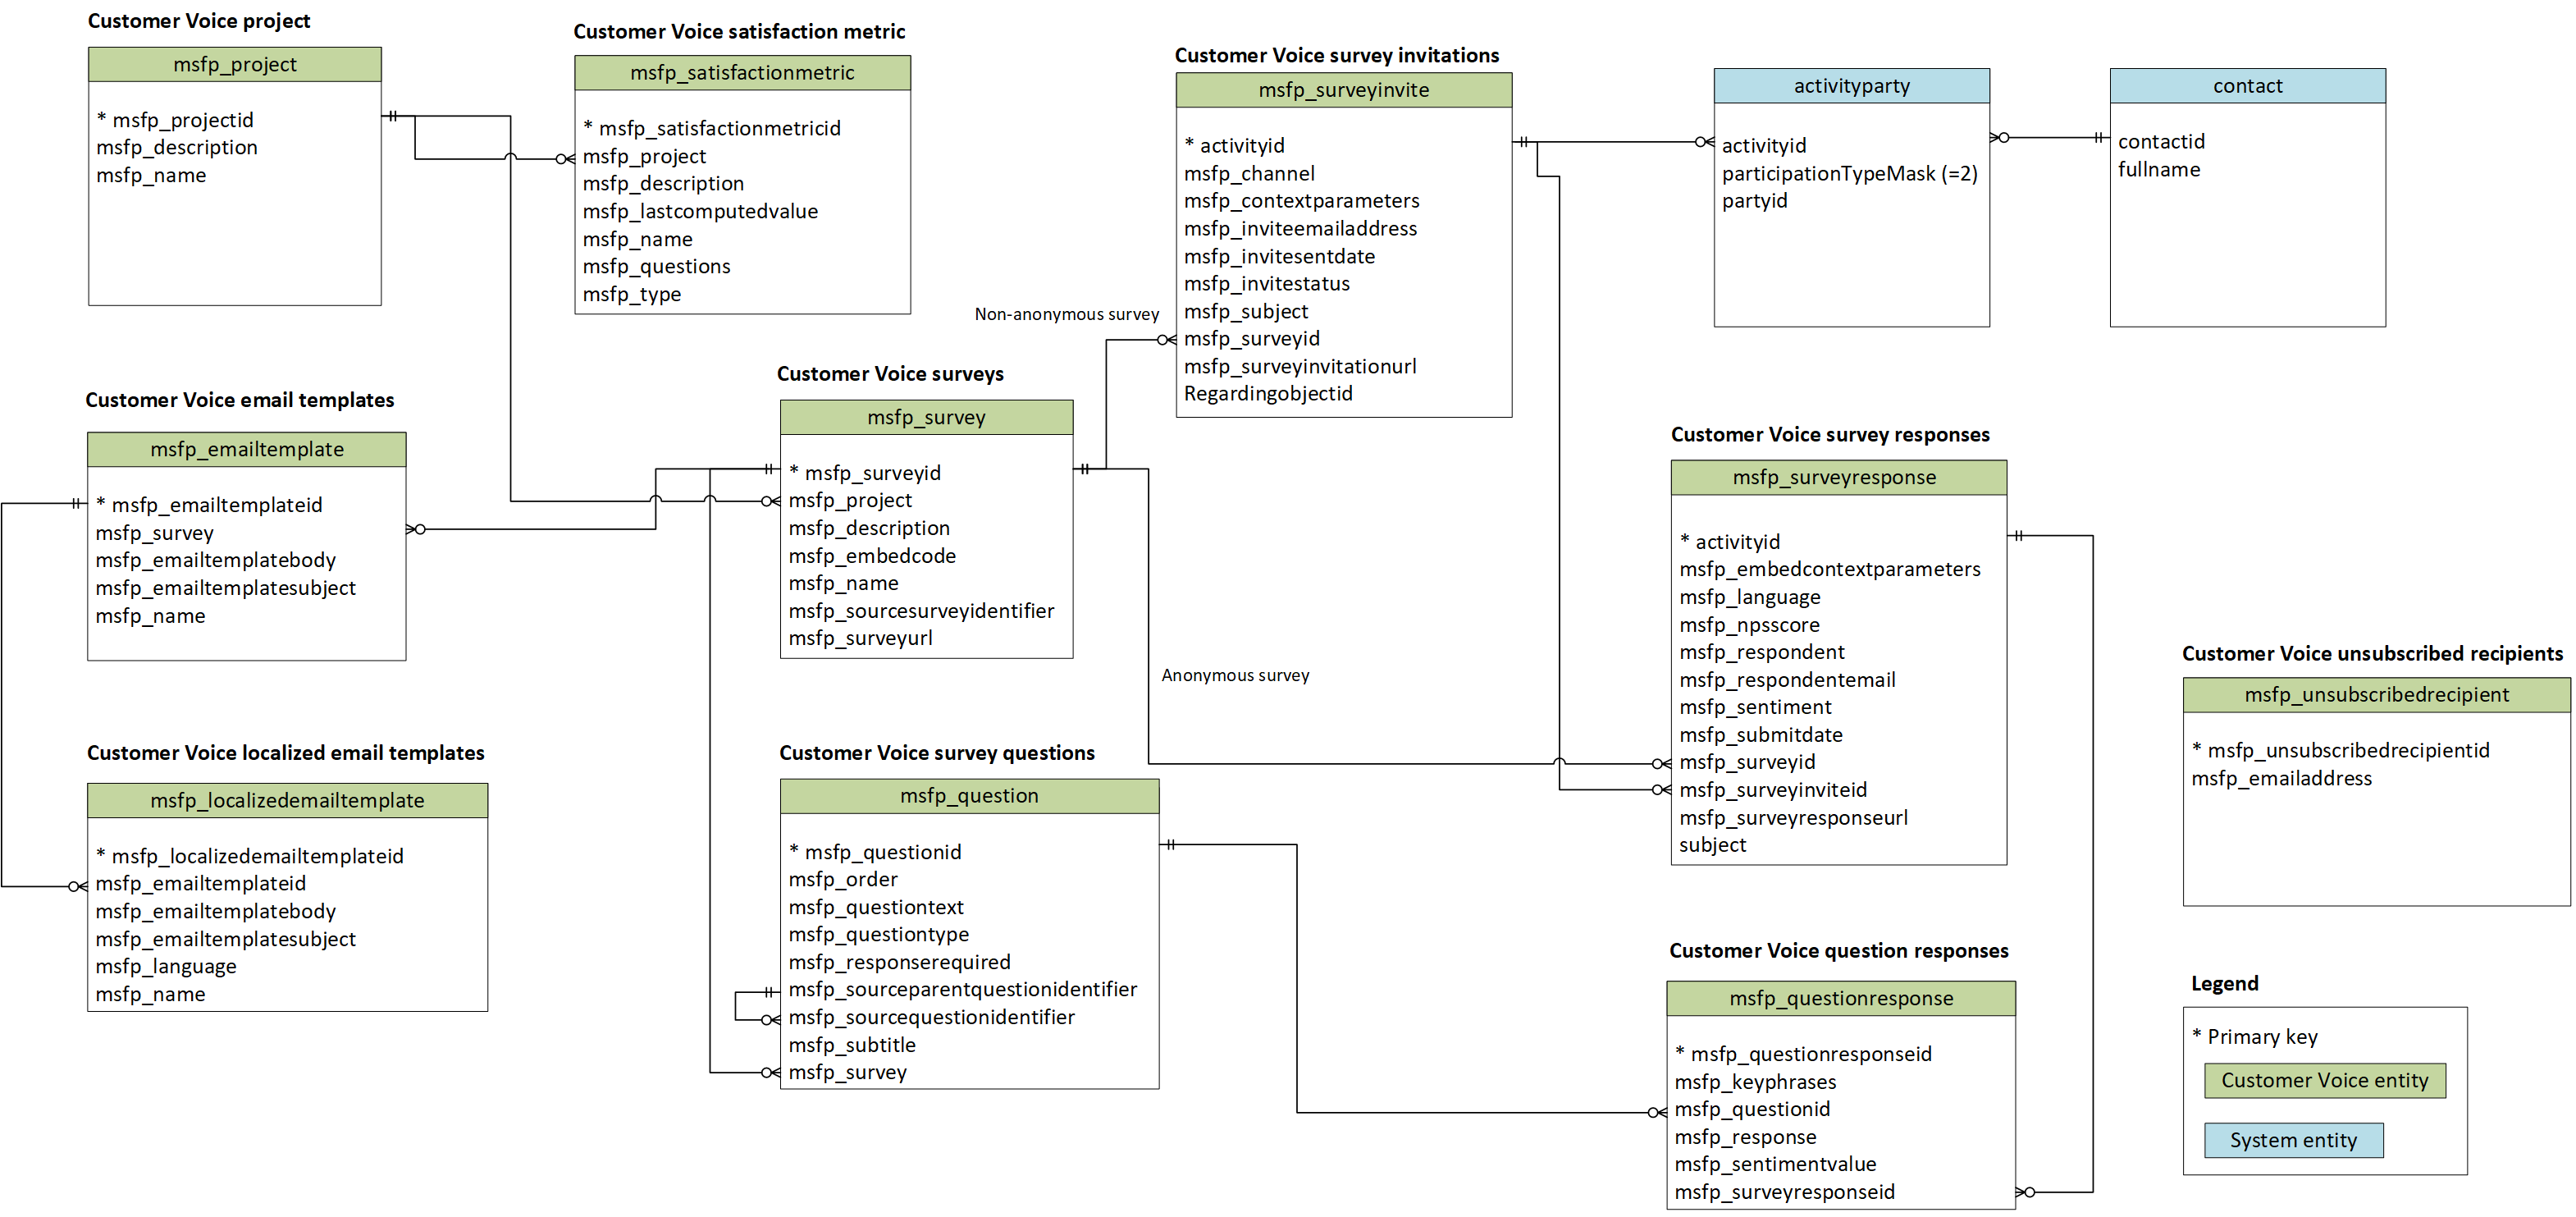 Customer Voice project
msfp_project
* msfp_projectid
msfp_description
msfp_name
Customer Voice satisfaction metric
msfp_satisfactionmetric
* msfp_satisfactionmetricid
msfp_project
msfp_description
msfp_lastcomputedvalue
msfp_name
msfp_questions
msfp_type
Customer Voice survey invitations
msfp_surveyinvite
* activityid
msfp_channel
msfp_contextparameters
msfp_inviteemailaddress
msfp_invitesentdate
msfp_invitestatus
msfp_subject
msfp_surveyid
msfp_surveyinvitationurl
Regardingobjectid
activityparty
activityid
participationTypeMask (=2)
partyid
contact
contactid
fullname
Non-anonymous survey
Customer Voice email templates
msfp_emailtemplate
* msfp_emailtemplateid
msfp_survey
msfp_emailtemplatebody
msfp_emailtemplatesubject
msfp_name
Customer Voice surveys
msfp_survey
* msfp_surveyid
msfp_project
msfp_description
msfp_embedcode
msfp_name
msfp_sourcesurveyidentifier
msfp_surveyurl
Anonymous survey
Customer Voice survey responses
msfp_surveyresponse
* activityid
msfp_embedcontextparameters
msfp_language
msfp_npsscore
msfp_respondent
msfp_respondentemail
msfp_sentiment
msfp_submitdate
msfp_surveyid
msfp_surveyinviteid
msfp_surveyresponseurl
subject
Customer Voice unsubscribed recipients
msfp_unsubscribedrecipient
* msfp_unsubscribedrecipientid
msfp_emailaddress
Customer Voice localized email templates
msfp_localizedemailtemplate
* msfp_localizedemailtemplateid
msfp_emailtemplateid
msfp_emailtemplatebody
msfp_emailtemplatesubject
msfp_language
msfp_name
Customer Voice survey questions
msfp_question
* msfp_questionid
msfp_order
msfp_questiontext
msfp_questiontype
msfp_responserequired
msfp_sourceparentquestionidentifier
msfp_sourcequestionidentifier
msfp_subtitle
msfp_survey
Customer Voice question responses
msfp_questionresponse
* msfp_questionresponseid
msfp_keyphrases
msfp_questionid
msfp_response
msfp_sentimentvalue
msfp_surveyresponseid
Legend
* Primary key
Customer Voice entity
System entity